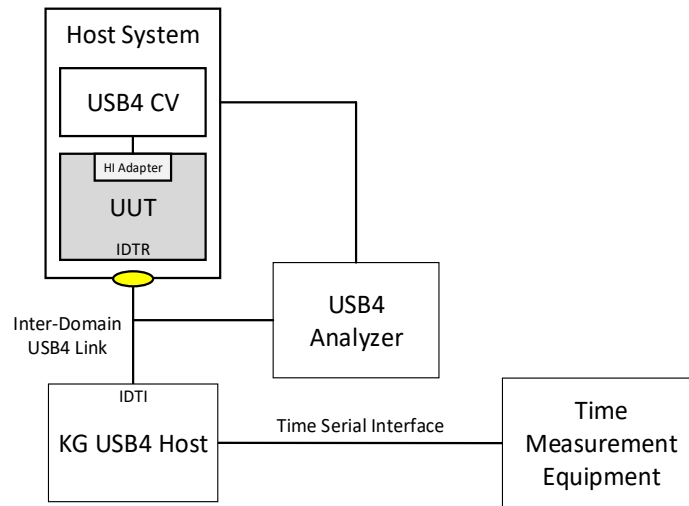 Host System
USB4 CV
HI Adapter
UUT
IDTR
Inter-Domain
USB4 Link
USB4
Analyzer
IDTI
KG USB4 Host
Time Serial Interface
Time
Measurement
Equipment